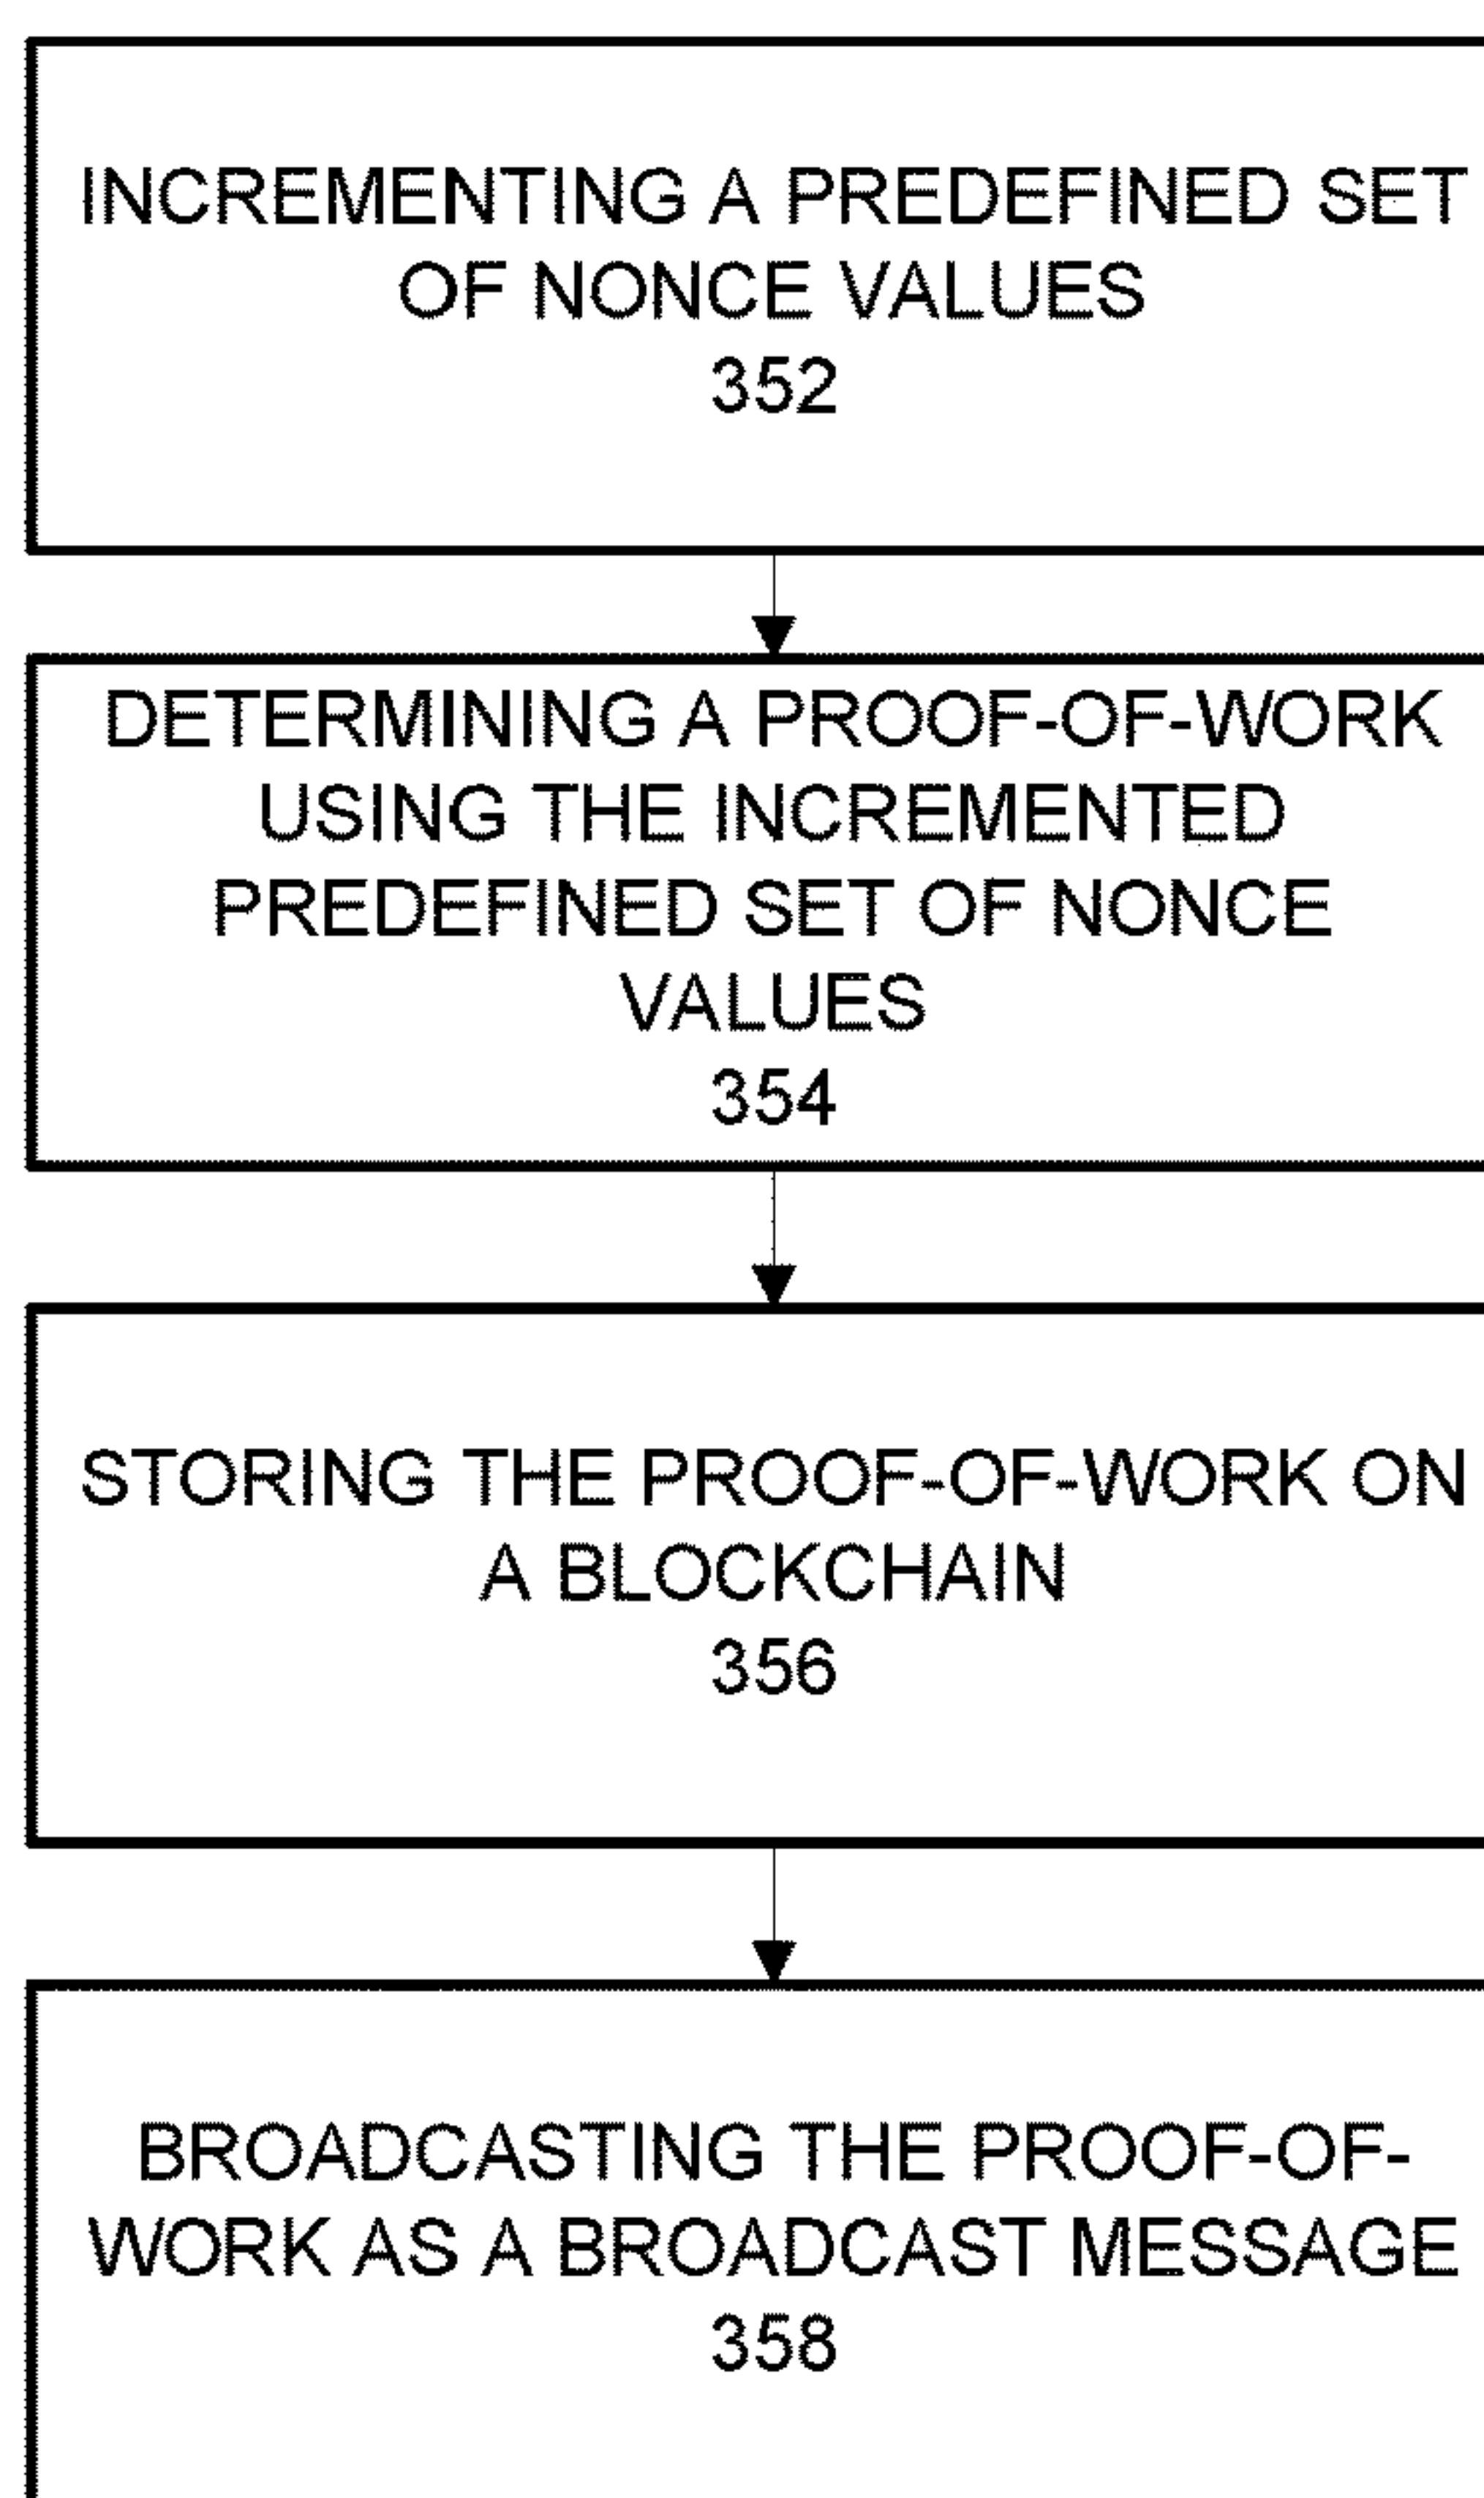 INCREMENTING A PREDEFINED SET
OF NONCE VALUES
352
DETERMINING A PROOF-OF-WORK
USING THE INCREMENTED
PREDEFINED SET OF NONCE
VALUES
354
STORING THE PROOF-OF-WORK ON
A BLOCKCHAIN
356
BROADCASTING THE PROOF-OF-
WORK AS A BROADCAST MESSAGE
358